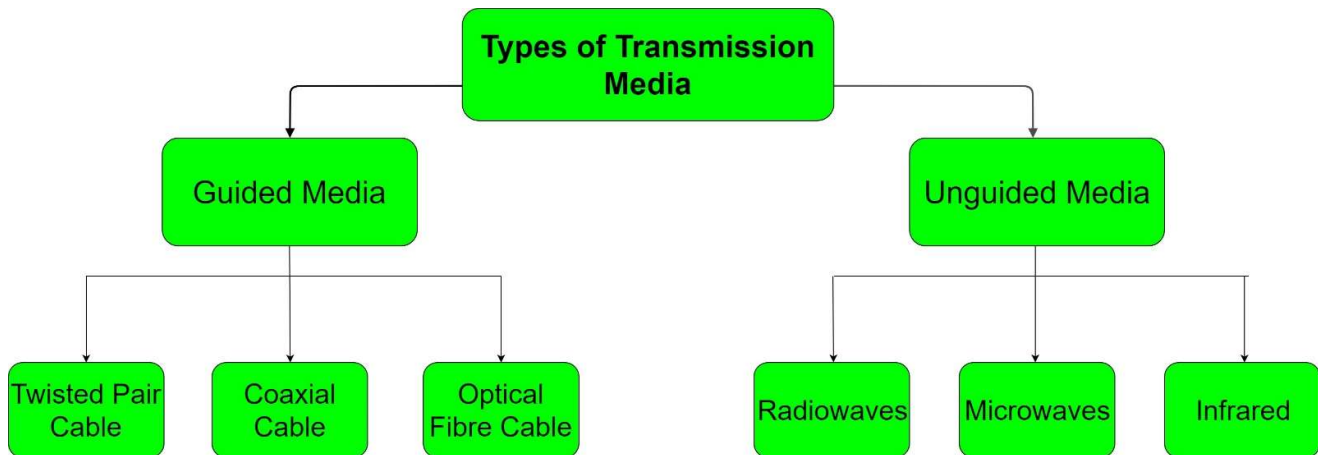 Types of Transmission
Media
Guided Media
Unguided Media
Twisted Pair
Cable
Coaxial
Cable
Optical
Fibre Cable
Radiowaves
Microwaves
Infrared